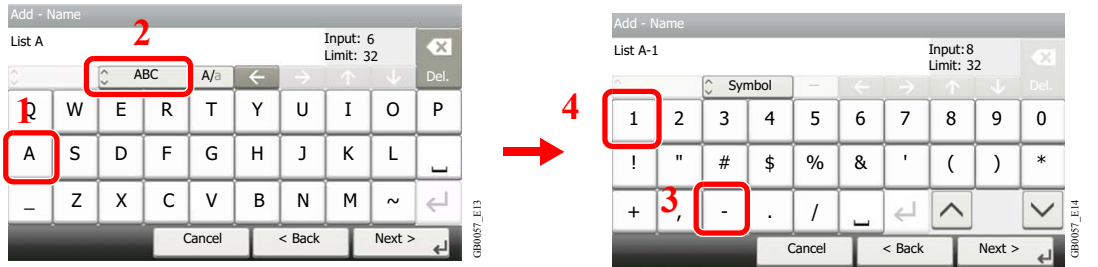 Add - Name
List A
Input: 6
Limit: 32
2
ABC
A/a
←
→
↑
↓
Del.
1
Q W E R T Y U I O P
A S D F G H J K L ⎵
_ Z X C V B N M ~ ↵
Cancel
< Back
Next >
GB0057_E13
Add - Name
List A-1
Input: 8
Limit: 32
Symbol
←
→
↑
↓
Del.
4
1 2 3 4 5 6 7 8 9 0
! " # $ % & ' ( ) *
3
+ , - . / ⎵ ↵
Cancel
< Back
Next >
GB0057_E14